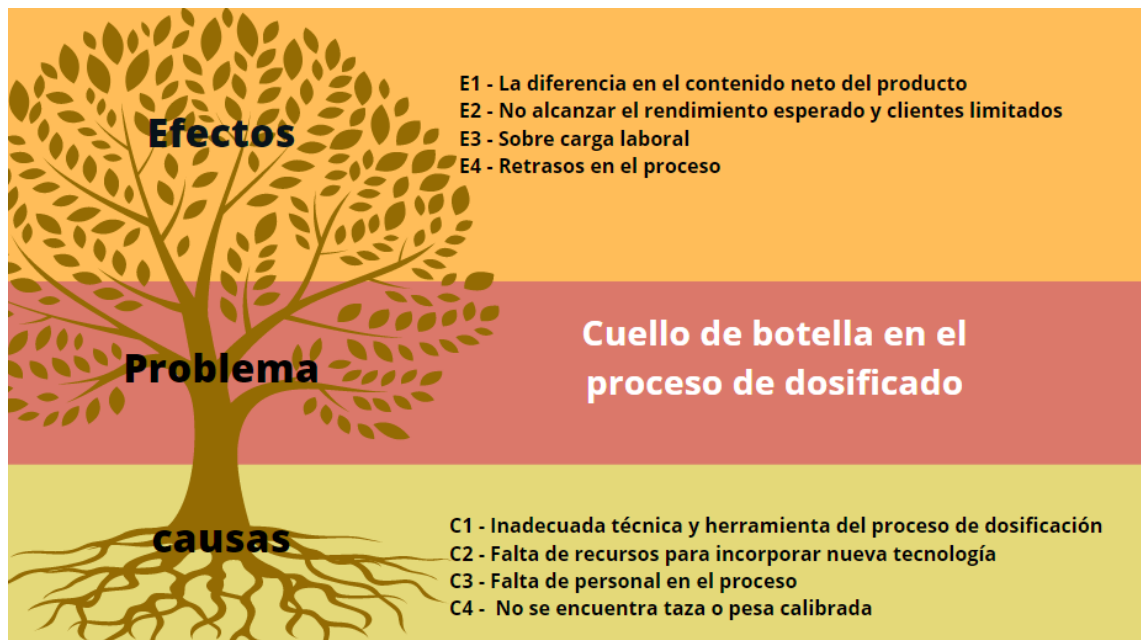 Efectos
E1 - La diferencia en el contenido neto del producto
E2 - No alcanzar el rendimiento esperado y clientes limitados
E3 - Sobre carga laboral
E4 - Retrasos en el proceso
Problema
Cuello de botella en el
proceso de dosificado
causas
C1 - Inadecuada técnica y herramienta del proceso de dosificación
C2 - Falta de recursos para incorporar nueva tecnología
C3 - Falta de personal en el proceso
C4 - No se encuentra taza o pesa calibrada